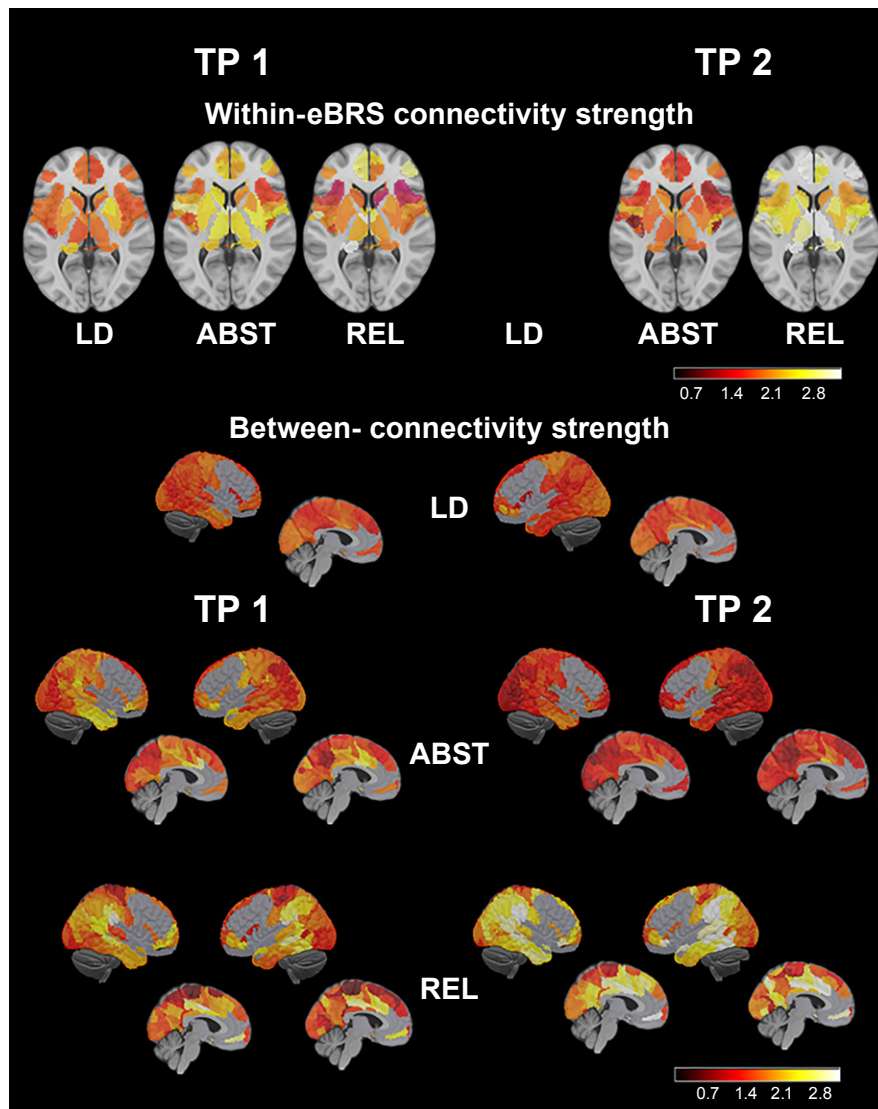 TP 1 TP 2
Within-eBRS connectivity strength
LD ABST REL LD ABST REL
0.7 1.4 2.1 2.8
Between- connectivity strength
LD
TP 1 TP 2
ABST
REL
0.7 1.4 2.1 2.8